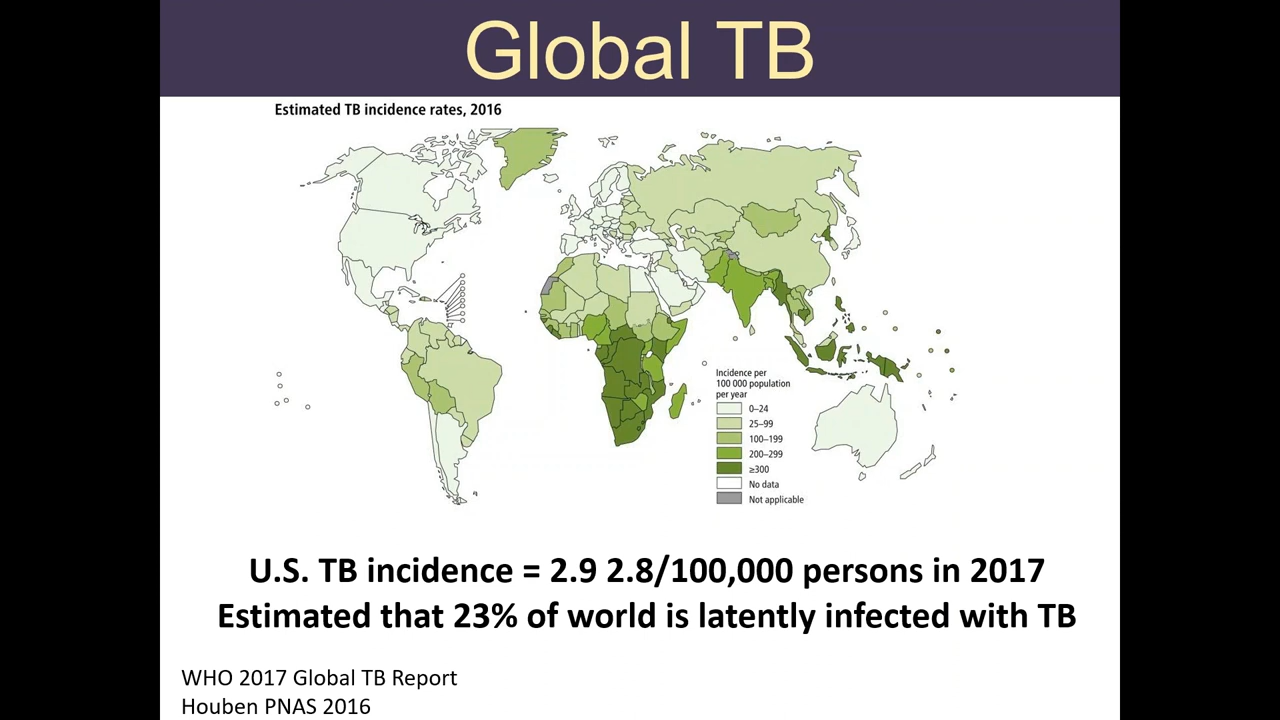 Global TB
Estimated TB incidence rates, 2016
Incidence per
100 000 population
per year
0–24
25–99
100–199
200–299
≥300
No data
Not applicable
U.S. TB incidence = 2.9 2.8/100,000 persons in 2017
Estimated that 23% of world is latently infected with TB
WHO 2017 Global TB Report
Houben PNAS 2016